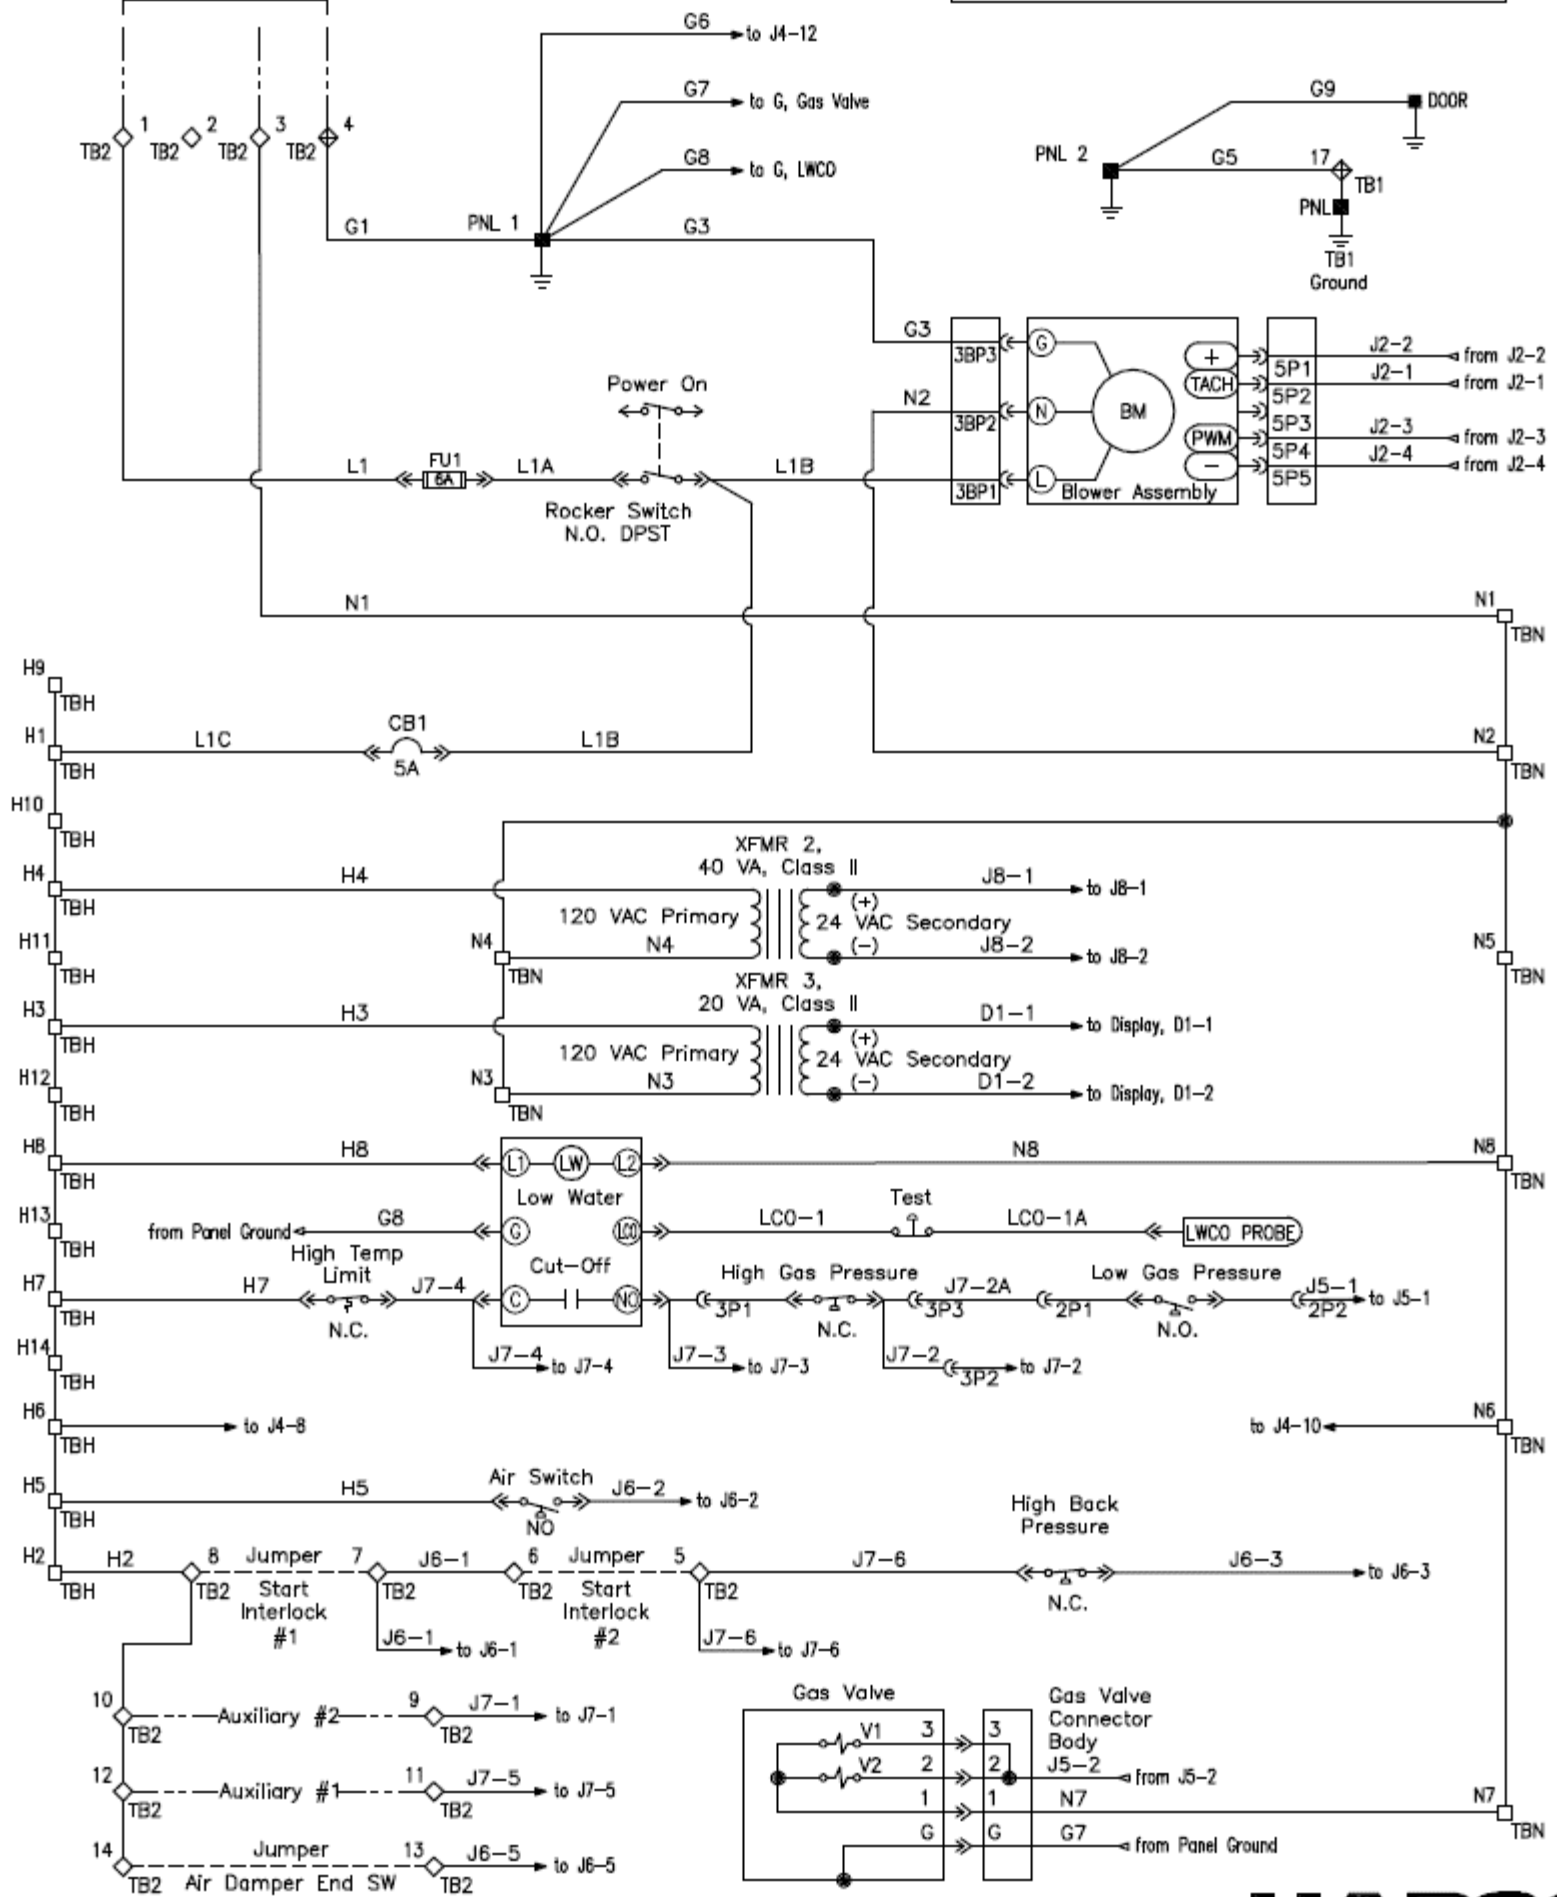 G6
to J4-12
G7
to G, Gas Valve
G9
DOOR
1
2
3
4
TB2
TB2
TB2
TB2
G8
to G, LWCO
PNL 2
G5
17
TB1
PNL
TB1
Ground
G1
PNL 1
G3
G3
3BP3
G
+
5P1
J2-2
from J2-2
TACH
5P2
J2-1
from J2-1
Power On
N2
3BP2
N
BM
5P3
PWM
5P4
J2-3
from J2-3
L1
FU1
6A
L1A
L1B
3BP1
L
−
5P5
J2-4
from J2-4
Blower Assembly
Rocker Switch
N.O. DPST
N1
N1
TBN
H9
TBH
H1
TBH
L1C
CB1
5A
L1B
N2
TBN
H10
TBH
XFMR 2,
40 VA, Class II
H4
TBH
H4
J8-1
to J8-1
120 VAC Primary
(+)
24 VAC Secondary
(-)
H11
TBH
N4
TBN
N4
J8-2
to J8-2
N5
TBN
XFMR 3,
20 VA, Class II
H3
TBH
H3
D1-1
to Display, D1-1
120 VAC Primary
(+)
24 VAC Secondary
(-)
H12
TBH
N3
TBN
N3
D1-2
to Display, D1-2
H8
TBH
H8
L1
LW
L2
N8
N8
TBN
Low Water
H13
TBH
from Panel Ground
G8
G
LCO
LCO-1
Test
LCO-1A
LWCO PROBE
Cut-Off
H7
TBH
H7
High Temp
Limit
N.C.
J7-4
C
NO
3P1
High Gas Pressure
N.C.
3P3
J7-2A
2P1
Low Gas Pressure
N.O.
J5-1
2P2
to J5-1
H14
TBH
J7-4
to J7-4
J7-3
to J7-3
J7-2
3P2
to J7-2
H6
TBH
to J4-8
to J4-10
N6
TBN
H5
TBH
H5
Air Switch
NO
J6-2
to J6-2
High Back
Pressure
H2
TBH
H2
8
TB2
Jumper
Start
Interlock
#1
7
TB2
J6-1
6
TB2
Jumper
Start
Interlock
#2
5
TB2
J7-6
N.C.
J6-3
to J6-3
J6-1
to J6-1
J7-6
to J7-6
10
TB2
Auxiliary #2
9
TB2
J7-1
to J7-1
Gas Valve
Gas Valve
Connector
Body
V1
3
3
12
TB2
Auxiliary #1
11
TB2
J7-5
to J7-5
V2
2
2
J5-2
from J5-2
1
1
N7
N7
TBN
G
G
G7
from Panel Ground
14
TB2
Jumper
Air Damper End SW
13
TB2
J6-5
to J6-5